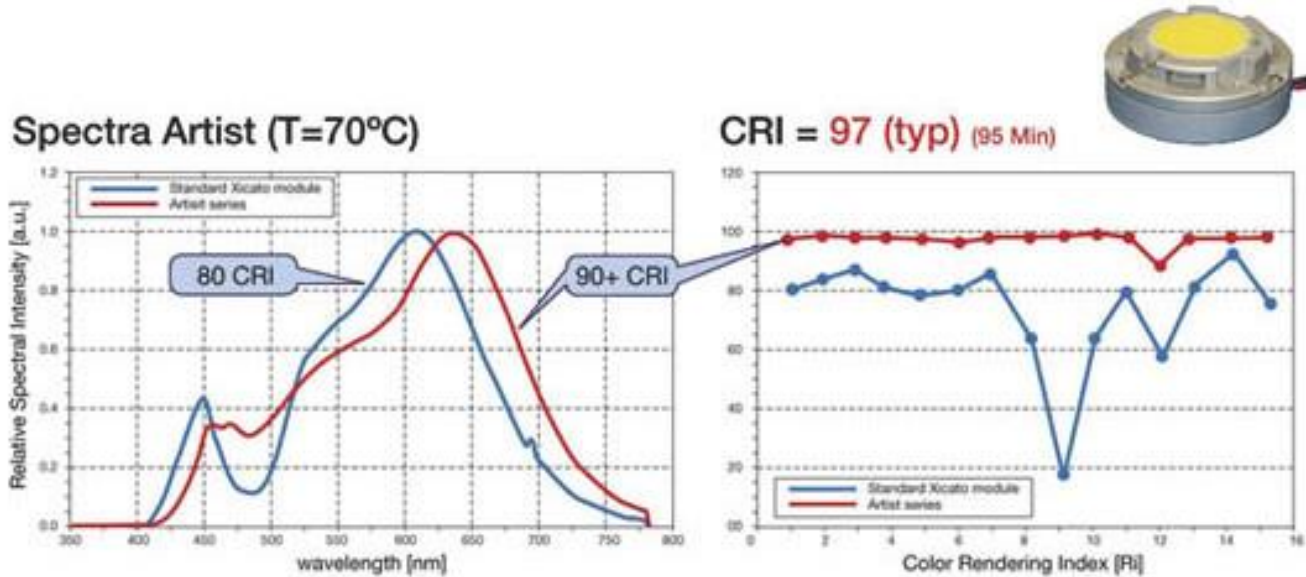 Spectra Artist (T=70ºC)
CRI = 97 (typ) (95 Min)
Relative Spectral Intensity [a.u.]
1.2
1.0
0.8
0.6
0.4
0.2
0.0
Standard Xicato module
Artist series
80 CRI
90+ CRI
350 400 450 500 550 600 650 700 750 800
wavelength [nm]
120
100
80
60
40
20
00
Standard Xicato module
Artist series
0 2 4 6 8 10 12 14 16
Color Rendering Index [Ri]